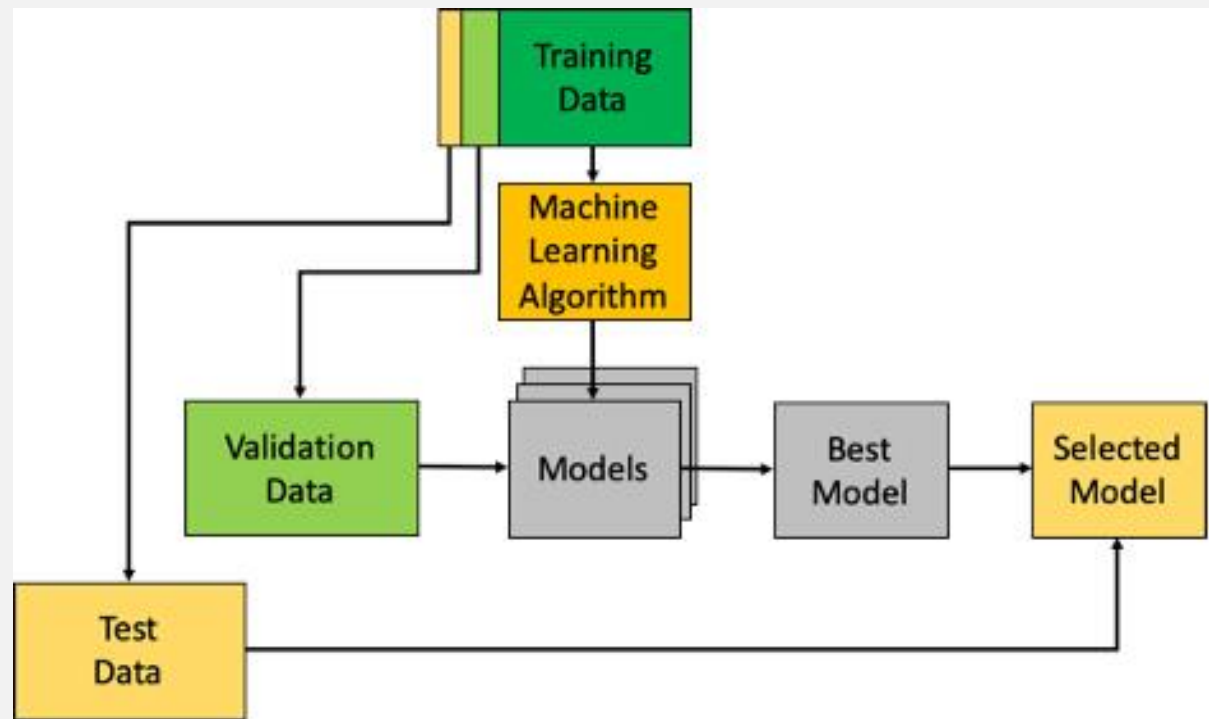 Training
Data
Machine
Learning
Algorithm
Validation
Data
Models
Best
Model
Selected
Model
Test
Data